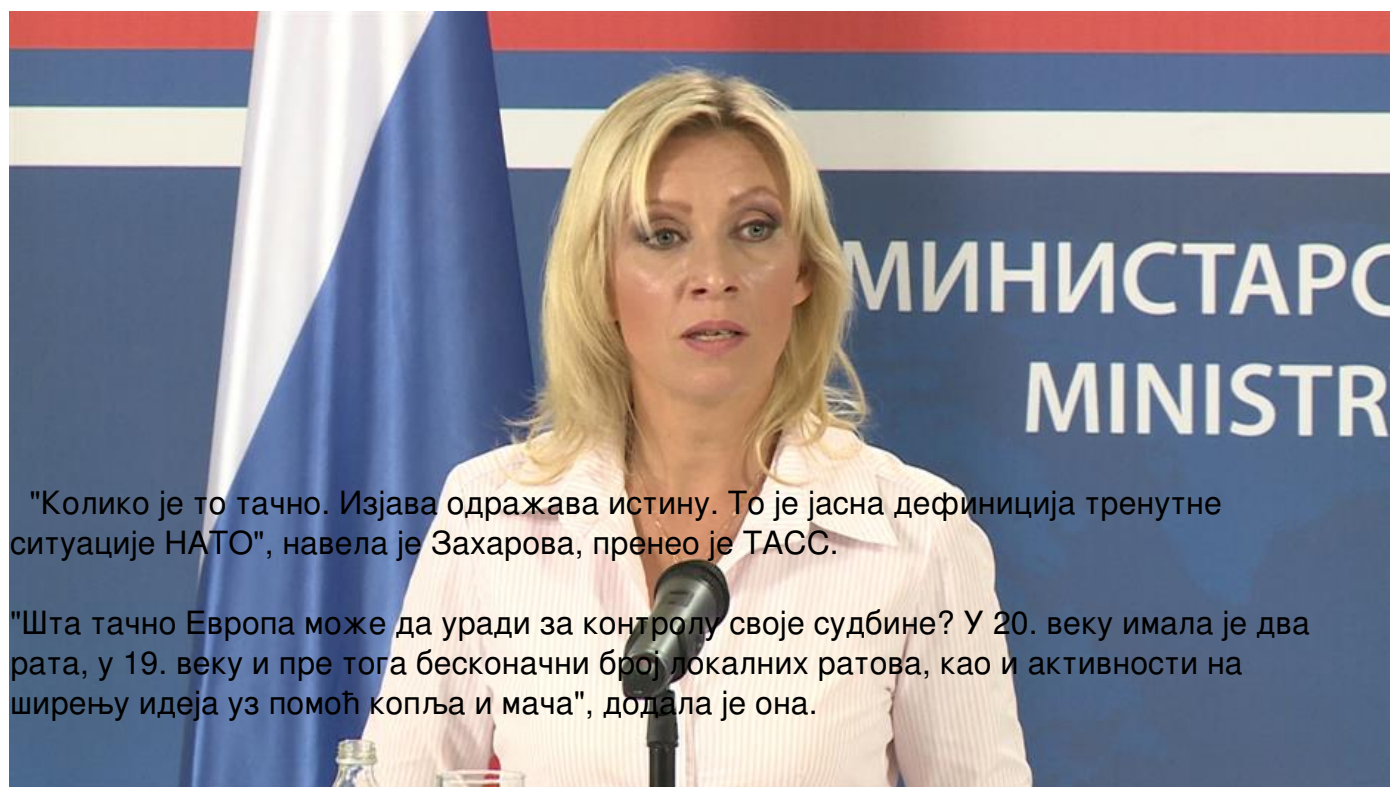 МИНИСТАРС
MINISTR
"Колико је то тачно. Изјава одражава истину. То је јасна дефиниција тренутне
ситуације НАТО", навела је Захарова, пренео је ТАСС.
"Шта тачно Европа може да уради за контролу своје судбине? У 20. веку имала је два
рата, у 19. веку и пре тога бесконачни број локалних ратова, као и активности на
ширењу идеја уз помоћ копља и мача", додала је она.